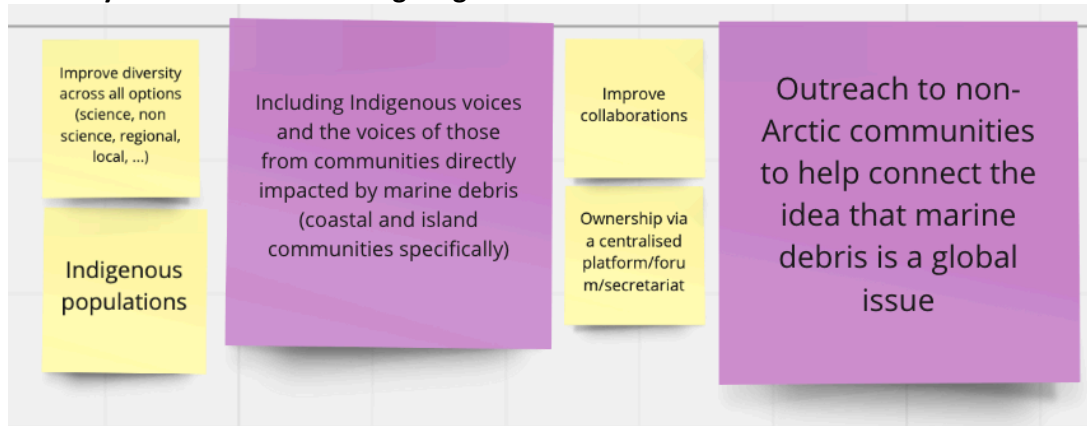 Improve diversity
across all options
(science, non
science, regional,
local, ...)
Indigenous
populations
Including Indigenous voices
and the voices of those
from communities directly
impacted by marine debris
(coastal and island
communities specifically)
Improve
collaborations
Ownership via
a centralised
platform/foru
m/secretariat
Outreach to non-
Arctic communities
to help connect the
idea that marine
debris is a global
issue